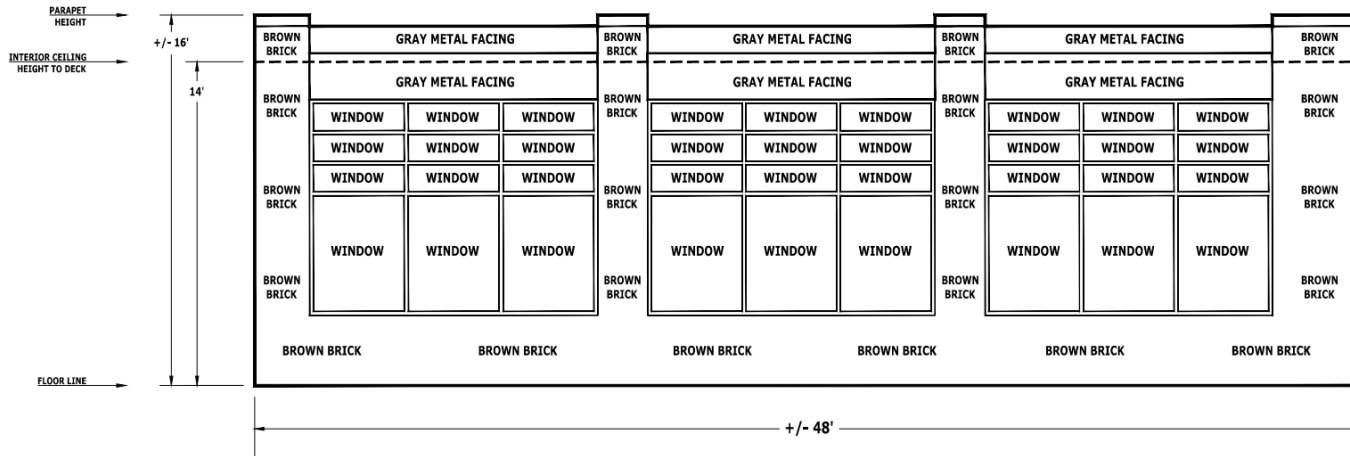 PARAPET
HEIGHT
+/- 16'
INTERIOR CEILING
HEIGHT TO DECK
14'
FLOOR LINE
BROWN
BRICK
GRAY METAL FACING
BROWN
BRICK
GRAY METAL FACING
BROWN
BRICK
GRAY METAL FACING
BROWN
BRICK
GRAY METAL FACING
GRAY METAL FACING
GRAY METAL FACING
BROWN
BRICK
BROWN
BRICK
BROWN
BRICK
BROWN
BRICK
WINDOW WINDOW WINDOW WINDOW WINDOW WINDOW WINDOW WINDOW WINDOW
WINDOW WINDOW WINDOW WINDOW WINDOW WINDOW WINDOW WINDOW WINDOW
WINDOW WINDOW WINDOW WINDOW WINDOW WINDOW WINDOW WINDOW WINDOW
BROWN
BRICK
BROWN
BRICK
BROWN
BRICK
BROWN
BRICK
WINDOW WINDOW WINDOW WINDOW WINDOW WINDOW WINDOW WINDOW WINDOW
BROWN
BRICK
BROWN
BRICK
BROWN
BRICK
BROWN
BRICK
BROWN BRICK BROWN BRICK BROWN BRICK BROWN BRICK BROWN BRICK BROWN BRICK
+/- 48'